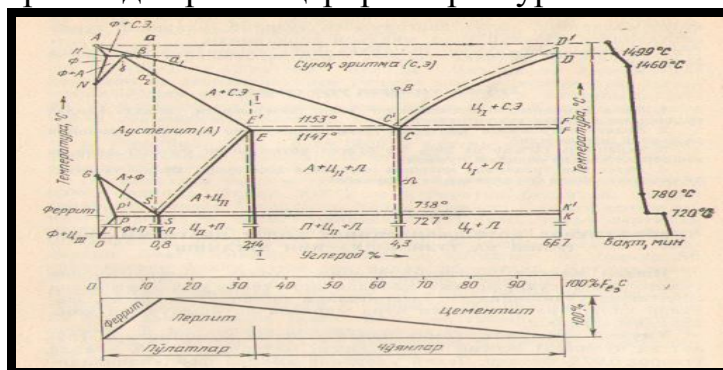 A
Ф+С.Э.
Н
B
a
a₁
a₂
Ф
Ф+А
N
Суюқ эритма (с,э)
D'
D
1499°C
1460°C
А+С.Э
I
B
Ц_I+С.Э
E'
1153°
C'
F'
Аустенит(А)
E
1147°
C
F
Температура, °C
Температура, °C
G
А+Ф
А+Ц_II
А+Ц_II+Л
Л
Ц_I+Л
780°C
P'
S'
738°
K'
Феррит
P
S
727°
K
720°C
Ф+Ц_III
Ф+П
П
Ц_II+П
П+Ц_II+Л
Ц_I+Л
0
0,8
2,14
4,3
6,67
Вақт, мин
I
Углерод % →
0
10
20
30
40
50
60
70
80
90
100% Fe₃C
Феррит
Перлит
Цементит
100%
Пўлатлар
Чўянлар